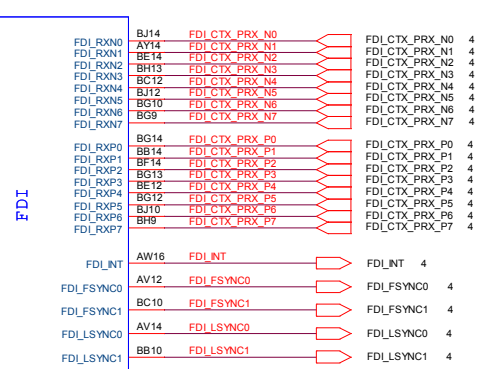 FDI
FDI_RXN0 BJ14 FDI_CTX_PRX_N0 FDI_CTX_PRX_N0 4
FDI_RXN1 AY14 FDI_CTX_PRX_N1 FDI_CTX_PRX_N1 4
FDI_RXN2 BE14 FDI_CTX_PRX_N2 FDI_CTX_PRX_N2 4
FDI_RXN3 BH13 FDI_CTX_PRX_N3 FDI_CTX_PRX_N3 4
FDI_RXN4 BC12 FDI_CTX_PRX_N4 FDI_CTX_PRX_N4 4
FDI_RXN5 BJ12 FDI_CTX_PRX_N5 FDI_CTX_PRX_N5 4
FDI_RXN6 BG10 FDI_CTX_PRX_N6 FDI_CTX_PRX_N6 4
FDI_RXN7 BG9 FDI_CTX_PRX_N7 FDI_CTX_PRX_N7 4
FDI_RXP0 BG14 FDI_CTX_PRX_P0 FDI_CTX_PRX_P0 4
FDI_RXP1 BB14 FDI_CTX_PRX_P1 FDI_CTX_PRX_P1 4
FDI_RXP2 BF14 FDI_CTX_PRX_P2 FDI_CTX_PRX_P2 4
FDI_RXP3 BG13 FDI_CTX_PRX_P3 FDI_CTX_PRX_P3 4
FDI_RXP4 BE12 FDI_CTX_PRX_P4 FDI_CTX_PRX_P4 4
FDI_RXP5 BG12 FDI_CTX_PRX_P5 FDI_CTX_PRX_P5 4
FDI_RXP6 BJ10 FDI_CTX_PRX_P6 FDI_CTX_PRX_P6 4
FDI_RXP7 BH9 FDI_CTX_PRX_P7 FDI_CTX_PRX_P7 4
FDI_INT AW16 FDI_INT FDI_INT 4
FDI_FSYNC0 AV12 FDI_FSYNC0 FDI_FSYNC0 4
FDI_FSYNC1 BC10 FDI_FSYNC1 FDI_FSYNC1 4
FDI_LSYNC0 AV14 FDI_LSYNC0 FDI_LSYNC0 4
FDI_LSYNC1 BB10 FDI_LSYNC1 FDI_LSYNC1 4